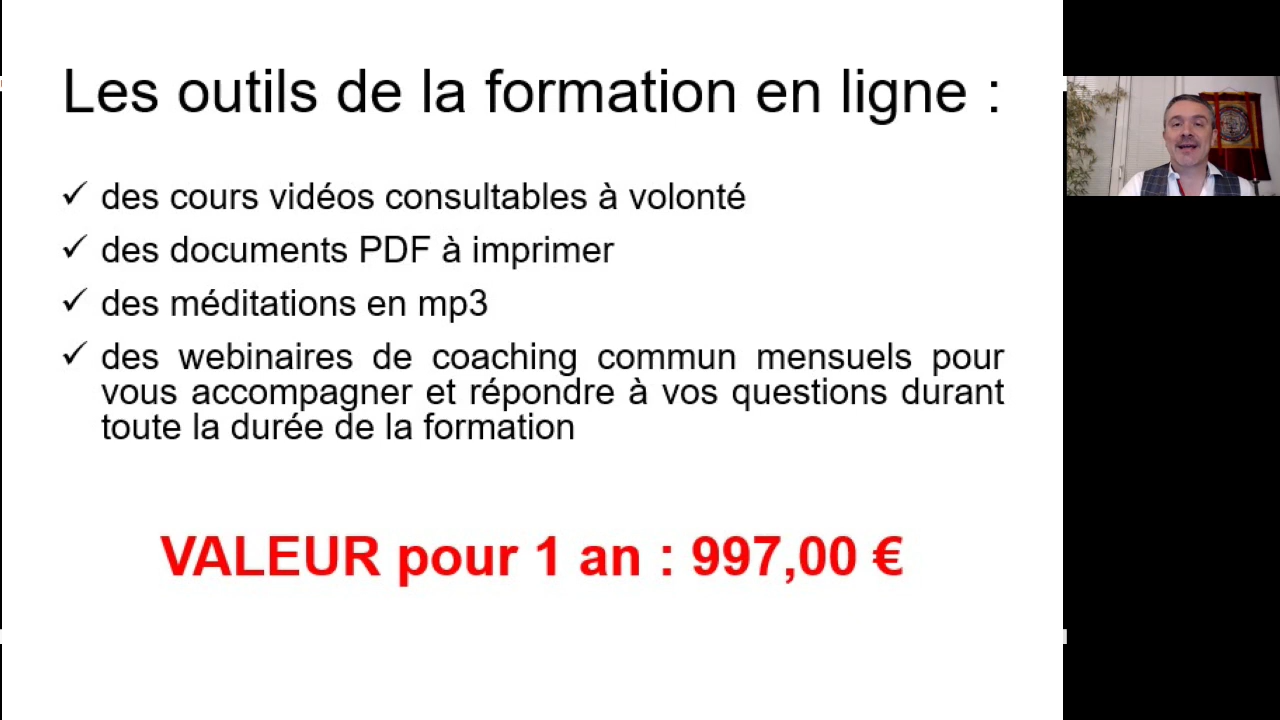 Les outils de la formation en ligne :
✓ des cours vidéos consultables à volonté
✓ des documents PDF à imprimer
✓ des méditations en mp3
✓ des webinaires de coaching commun mensuels pour
vous accompagner et répondre à vos questions durant
toute la durée de la formation
VALEUR pour 1 an : 997,00 €